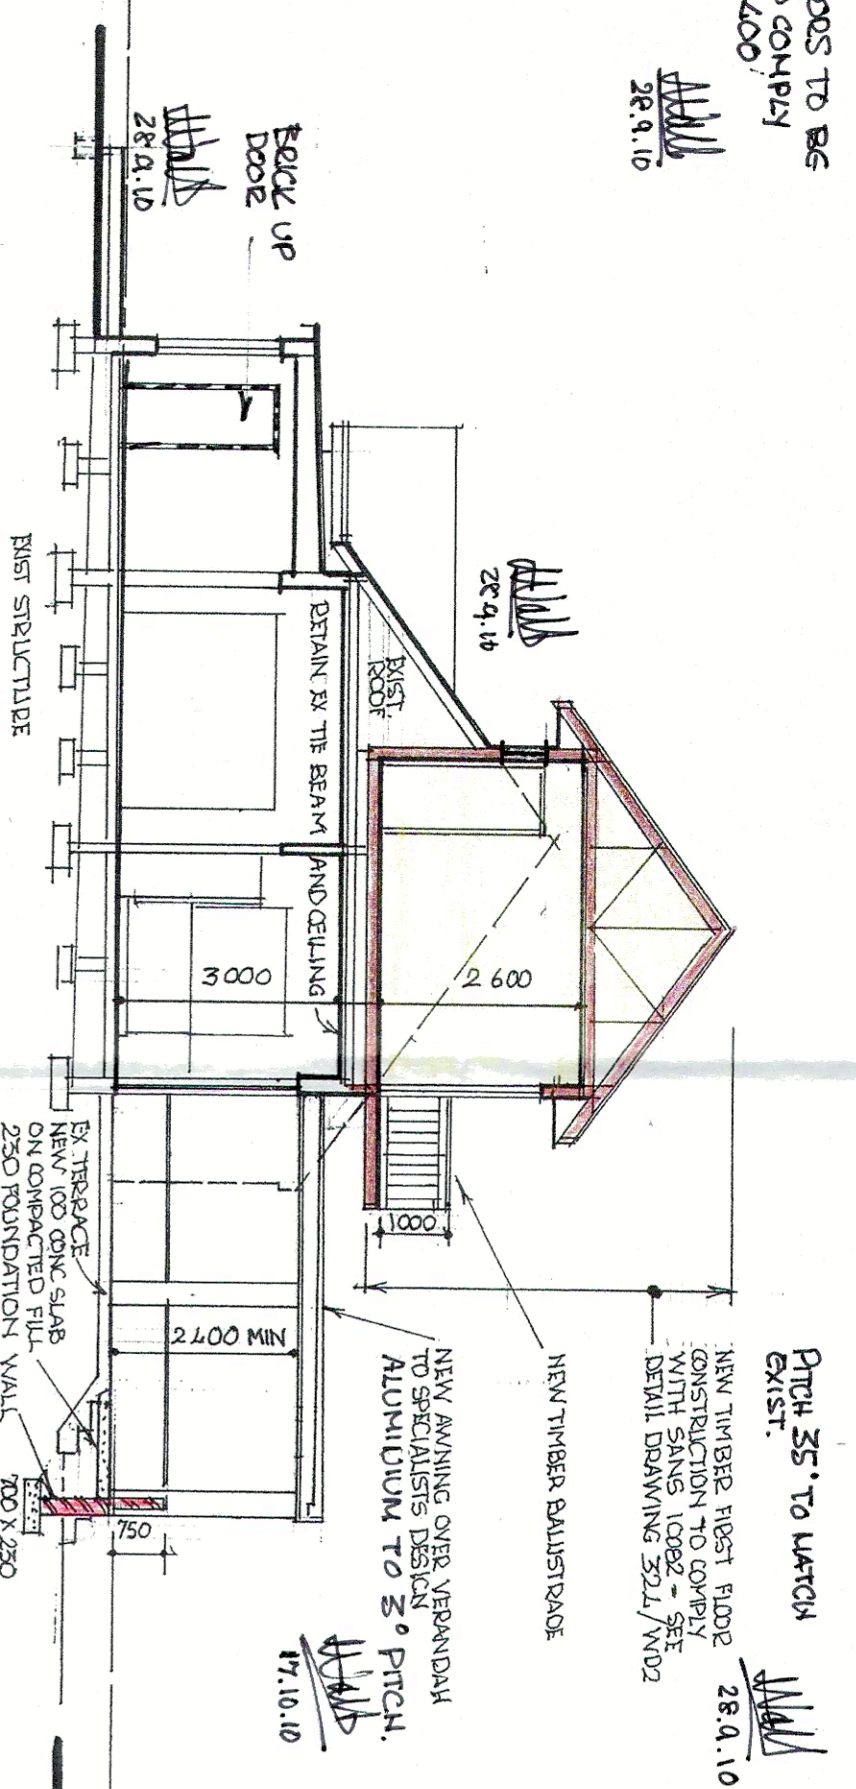 ORS TO BE
COMPLY
400
28.9.10
BRICK UP
DOOR
28.9.10
28.9.10
PITCH 35° TO MATCH
EXIST.
28.9.10
NEW TIMBER FIRST FLOOR
CONSTRUCTION TO COMPLY
WITH SANS 10082 - SEE
DETAIL DRAWING 322/WD2
NEW TIMBER BALUSTRADE
NEW AWNING OVER VERANDAH
TO SPECIALISTS DESIGN
ALUMINIUM TO 3° PITCH.
17.10.10
EXIST.
ROOF
RETAIN EX TIE BEAM AND CEILING
3000
2600
1000
2400 MIN
750
EXIST STRUCTURE
EX TERRACE
NEW 100 CONC SLAB
ON COMPACTED FILL
230 FOUNDATION WALL
700 X 230